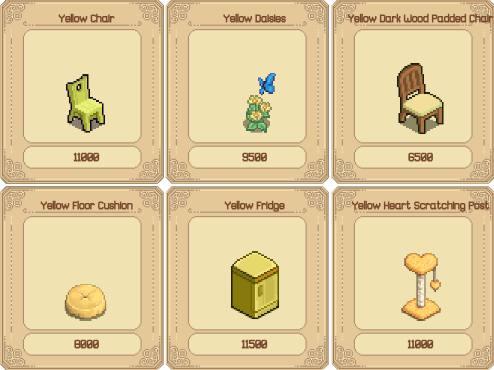 Yellow Chair
Yellow Daisies
Yellow Dark Wood Padded Chair
11000
9500
6500
Yellow Floor Cushion
Yellow Fridge
Yellow Heart Scratching Post
8000
11500
11000